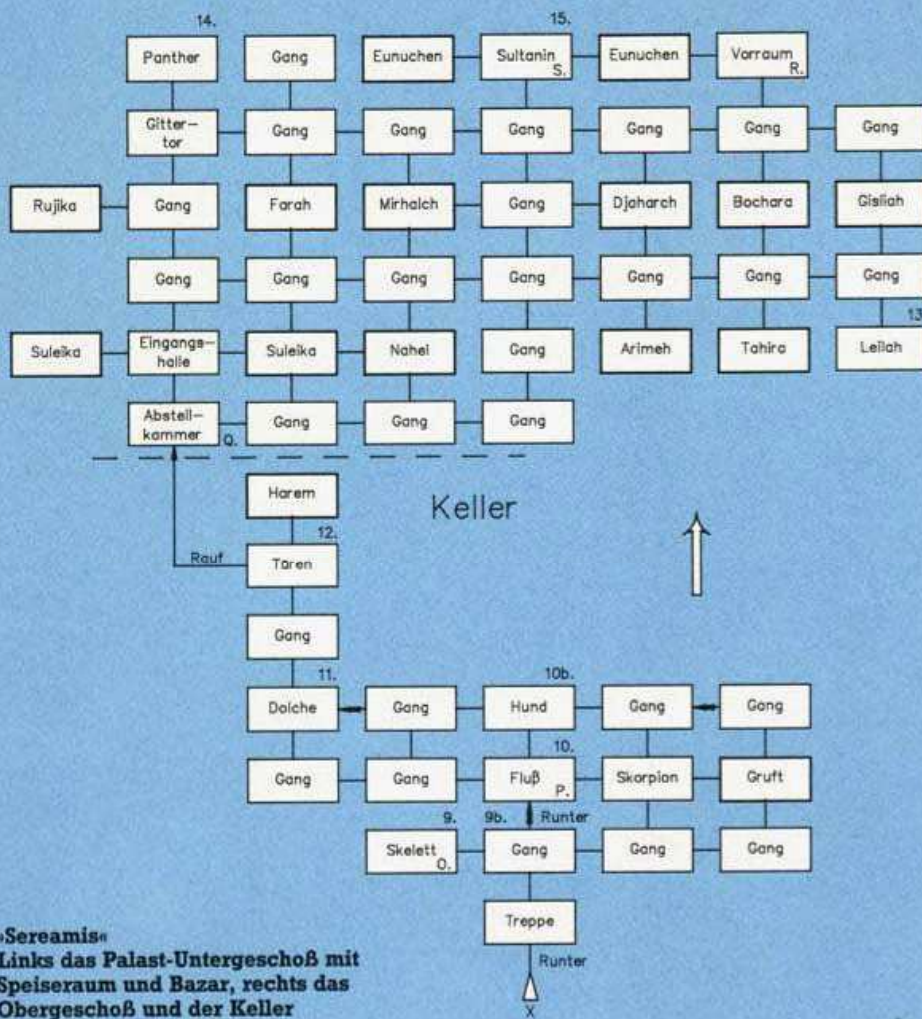 14.
15.
Panther Gang Eunuchen Sultanin S. Eunuchen Vorraum R.
Gitter-
tor Gang Gang Gang Gang Gang Gang
Rujika Gang Farah Mirhalch Gang Djaharch Bochara Gisliah
Gang Gang Gang Gang Gang Gang Gang
13.
Suleika Eingangs-
halle Suleika Nahel Gang Arimeh Tahira Leilah
Abstell-
kammer Q. Gang Gang Gang
Harem
Keller
12.
Rauf
Toren
Gang
11.
10b.
Dolche Gang Hund Gang Gang
10.
Gang Gang Fluß P. Skorpion Gruft
9.
9b.
Runter
Skelett O. Gang Gang Gang
Treppe
Runter
X
»Sereamis«
Links das Palast-Untergeschoß mit
Speiseraum und Bazar, rechts das
Obergeschoß und der Keller